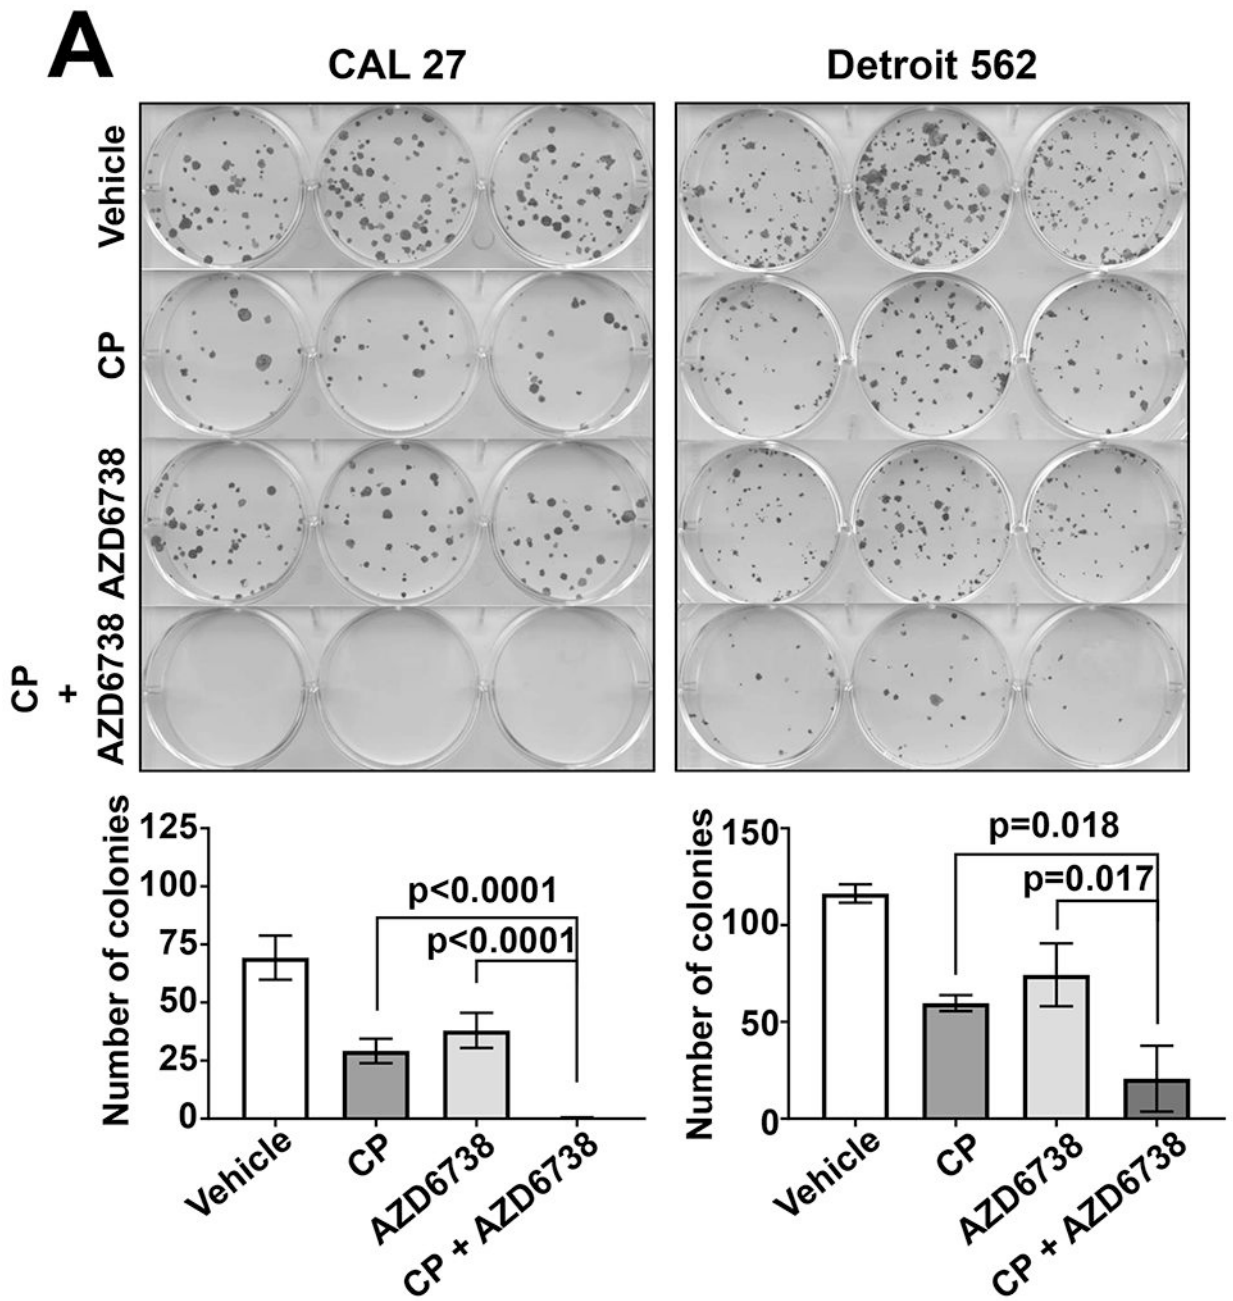 A
CAL 27
Detroit 562
Vehicle
CP
AZD6738
CP
+
AZD6738
Number of colonies
125
100
75
50
25
0
p<0.0001
p<0.0001
Vehicle
CP
AZD6738
CP + AZD6738
Number of colonies
150
100
50
0
p=0.018
p=0.017
Vehicle
CP
AZD6738
CP + AZD6738